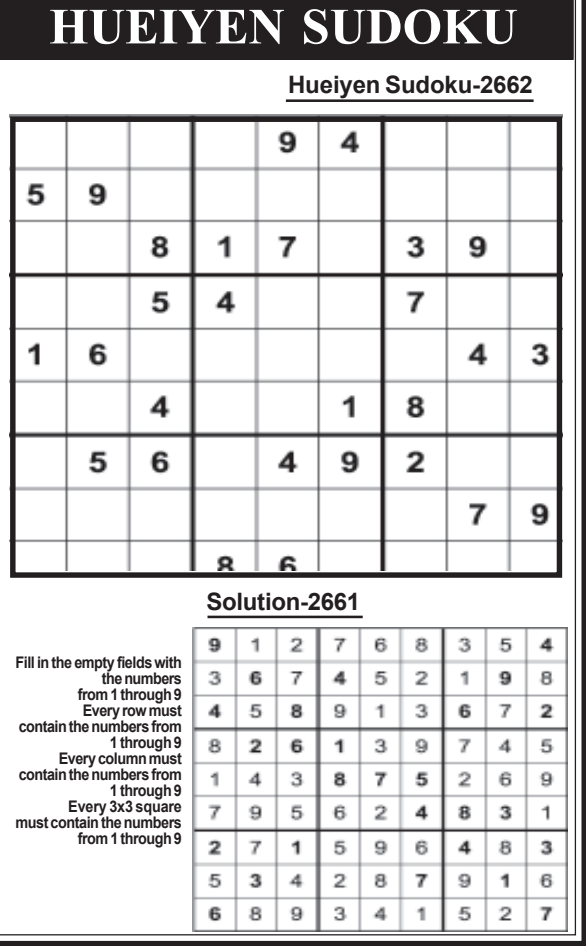 HUEIYEN SUDOKU
Hueiyen Sudoku-2662
9 4
5 9
8 1 7 3 9
5 4 7
1 6 4 3
4 1 8
5 6 4 9 2
7 9
8 6
Solution-2661
Fill in the empty fields with
the numbers
from 1 through 9
Every row must
contain the numbers from
1 through 9
Every column must
contain the numbers from
1 through 9
Every 3x3 square
must contain the numbers
from 1 through 9
9 1 2 7 6 8 3 5 4
3 6 7 4 5 2 1 9 8
4 5 8 9 1 3 6 7 2
8 2 6 1 3 9 7 4 5
1 4 3 8 7 5 2 6 9
7 9 5 6 2 4 8 3 1
2 7 1 5 9 6 4 8 3
5 3 4 2 8 7 9 1 6
6 8 9 3 4 1 5 2 7